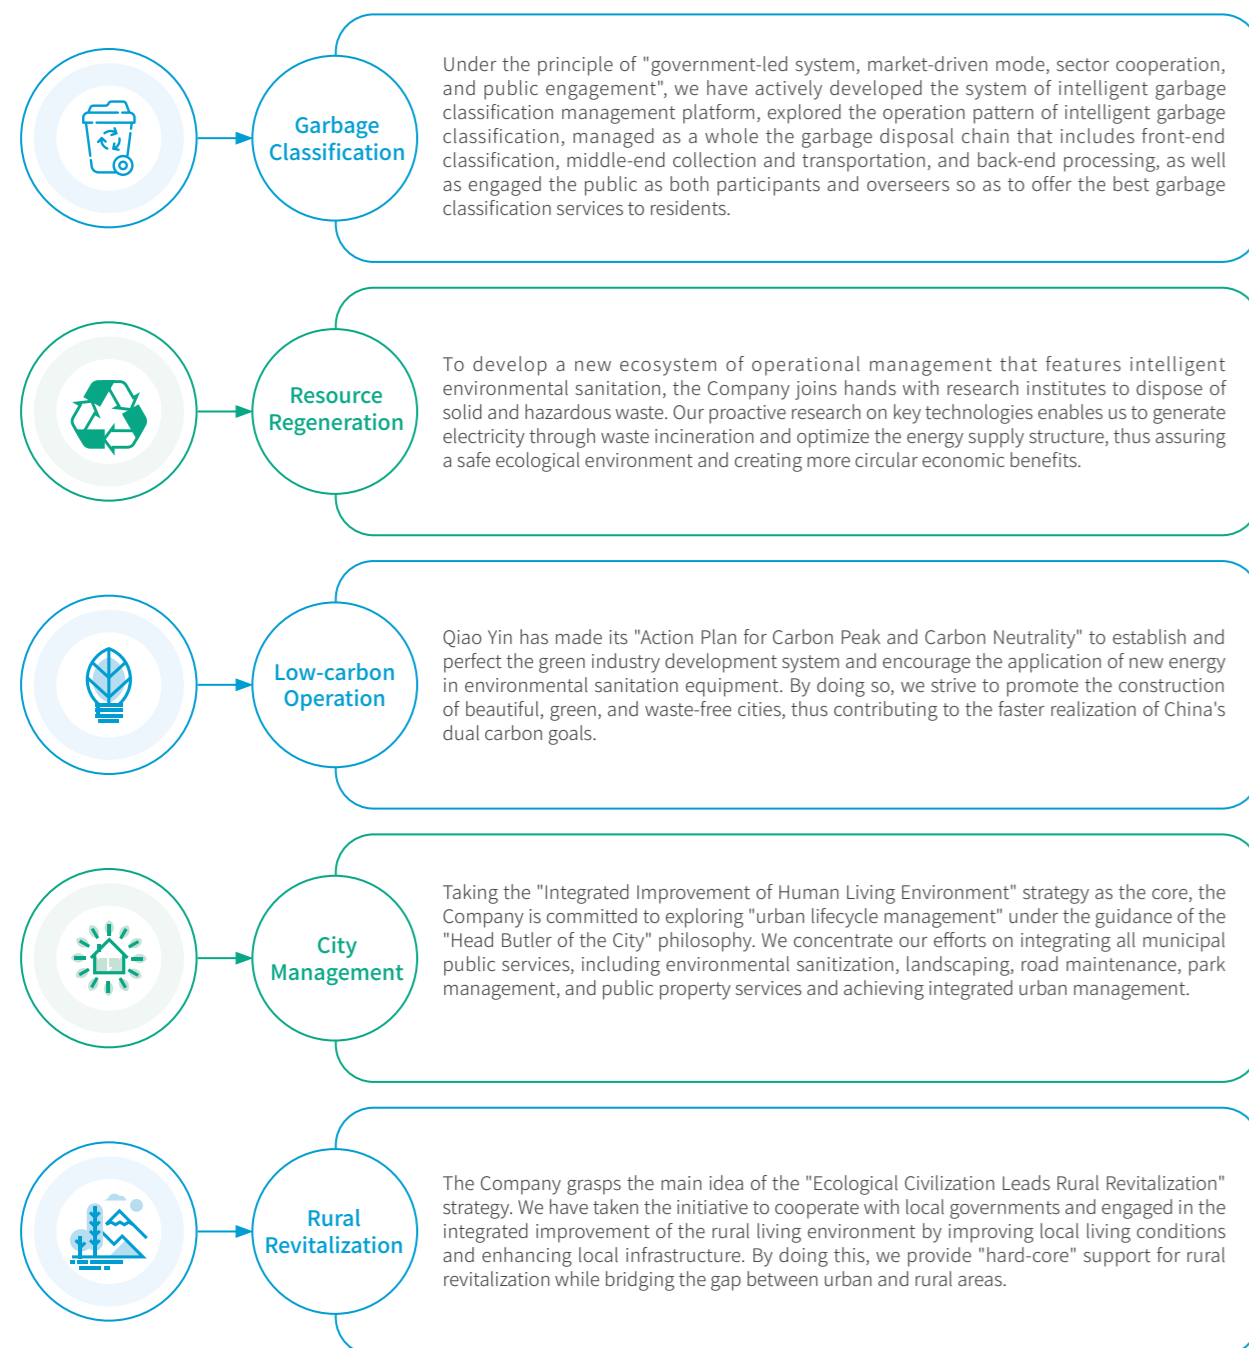 Garbage
Classification
Under the principle of "government-led system, market-driven mode, sector cooperation,
and public engagement", we have actively developed the system of intelligent garbage
classification management platform, explored the operation pattern of intelligent garbage
classification, managed as a whole the garbage disposal chain that includes front-end
classification, middle-end collection and transportation, and back-end processing, as well
as engaged the public as both participants and overseers so as to offer the best garbage
classification services to residents.
Resource
Regeneration
To develop a new ecosystem of operational management that features intelligent
environmental sanitation, the Company joins hands with research institutes to dispose of
solid and hazardous waste. Our proactive research on key technologies enables us to generate
electricity through waste incineration and optimize the energy supply structure, thus assuring
a safe ecological environment and creating more circular economic benefits.
Low-carbon
Operation
Qiao Yin has made its "Action Plan for Carbon Peak and Carbon Neutrality" to establish and
perfect the green industry development system and encourage the application of new energy
in environmental sanitation equipment. By doing so, we strive to promote the construction
of beautiful, green, and waste-free cities, thus contributing to the faster realization of China's
dual carbon goals.
City
Management
Taking the "Integrated Improvement of Human Living Environment" strategy as the core, the
Company is committed to exploring "urban lifecycle management" under the guidance of the
"Head Butler of the City" philosophy. We concentrate our efforts on integrating all municipal
public services, including environmental sanitization, landscaping, road maintenance, park
management, and public property services and achieving integrated urban management.
Rural
Revitalization
The Company grasps the main idea of the "Ecological Civilization Leads Rural Revitalization"
strategy. We have taken the initiative to cooperate with local governments and engaged in the
integrated improvement of the rural living environment by improving local living conditions
and enhancing local infrastructure. By doing this, we provide "hard-core" support for rural
revitalization while bridging the gap between urban and rural areas.